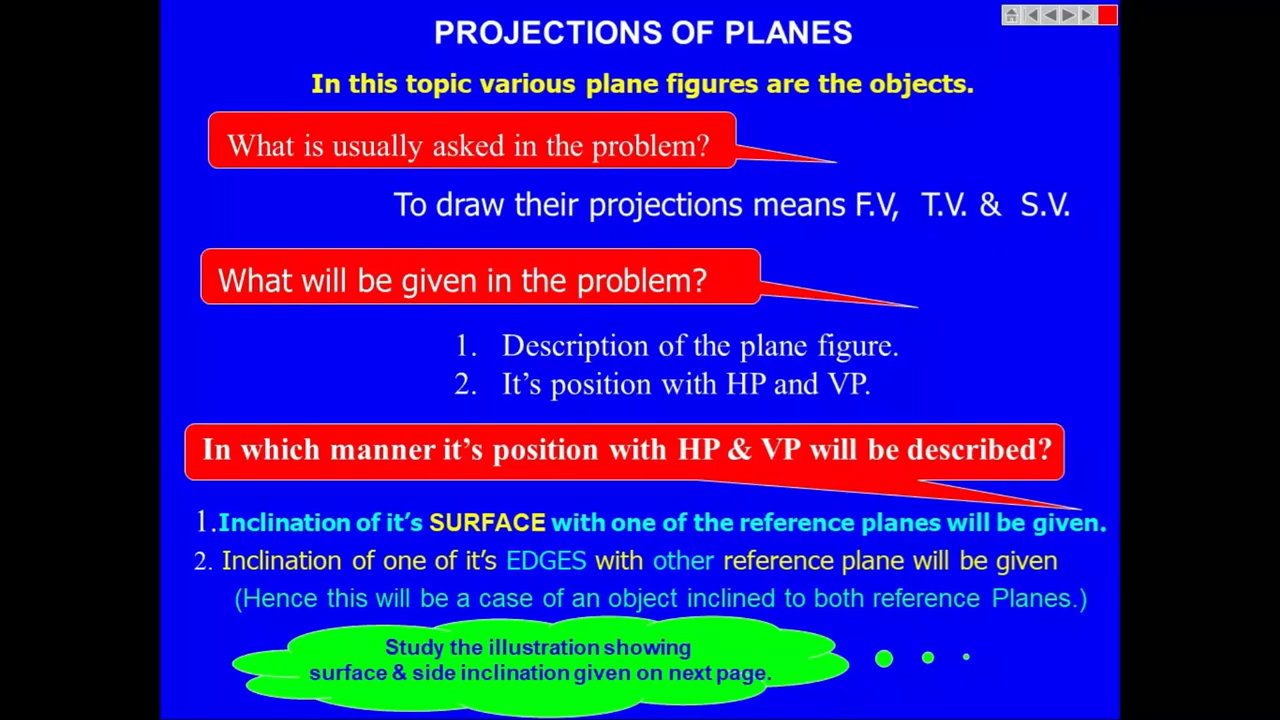 PROJECTIONS OF PLANES
In this topic various plane figures are the objects.
What is usually asked in the problem?
To draw their projections means F.V, T.V. & S.V.
What will be given in the problem?
1. Description of the plane figure.
2. It’s position with HP and VP.
In which manner it’s position with HP & VP will be described?
1.Inclination of it’s SURFACE with one of the reference planes will be given.
2. Inclination of one of it’s EDGES with other reference plane will be given
(Hence this will be a case of an object inclined to both reference Planes.)
Study the illustration showing
surface & side inclination given on next page.